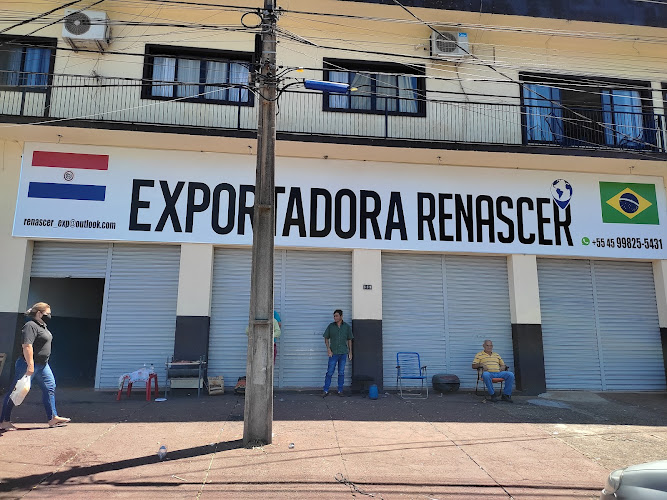 EXPORTADORA RENASCER
renascer_exp@outlook.com
+55 45 99825-5431